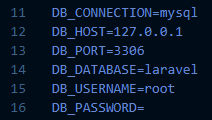 11 DB_CONNECTION=mysql
12 DB_HOST=127.0.0.1
13 DB_PORT=3306
14 DB_DATABASE=laravel
15 DB_USERNAME=root
16 DB_PASSWORD=